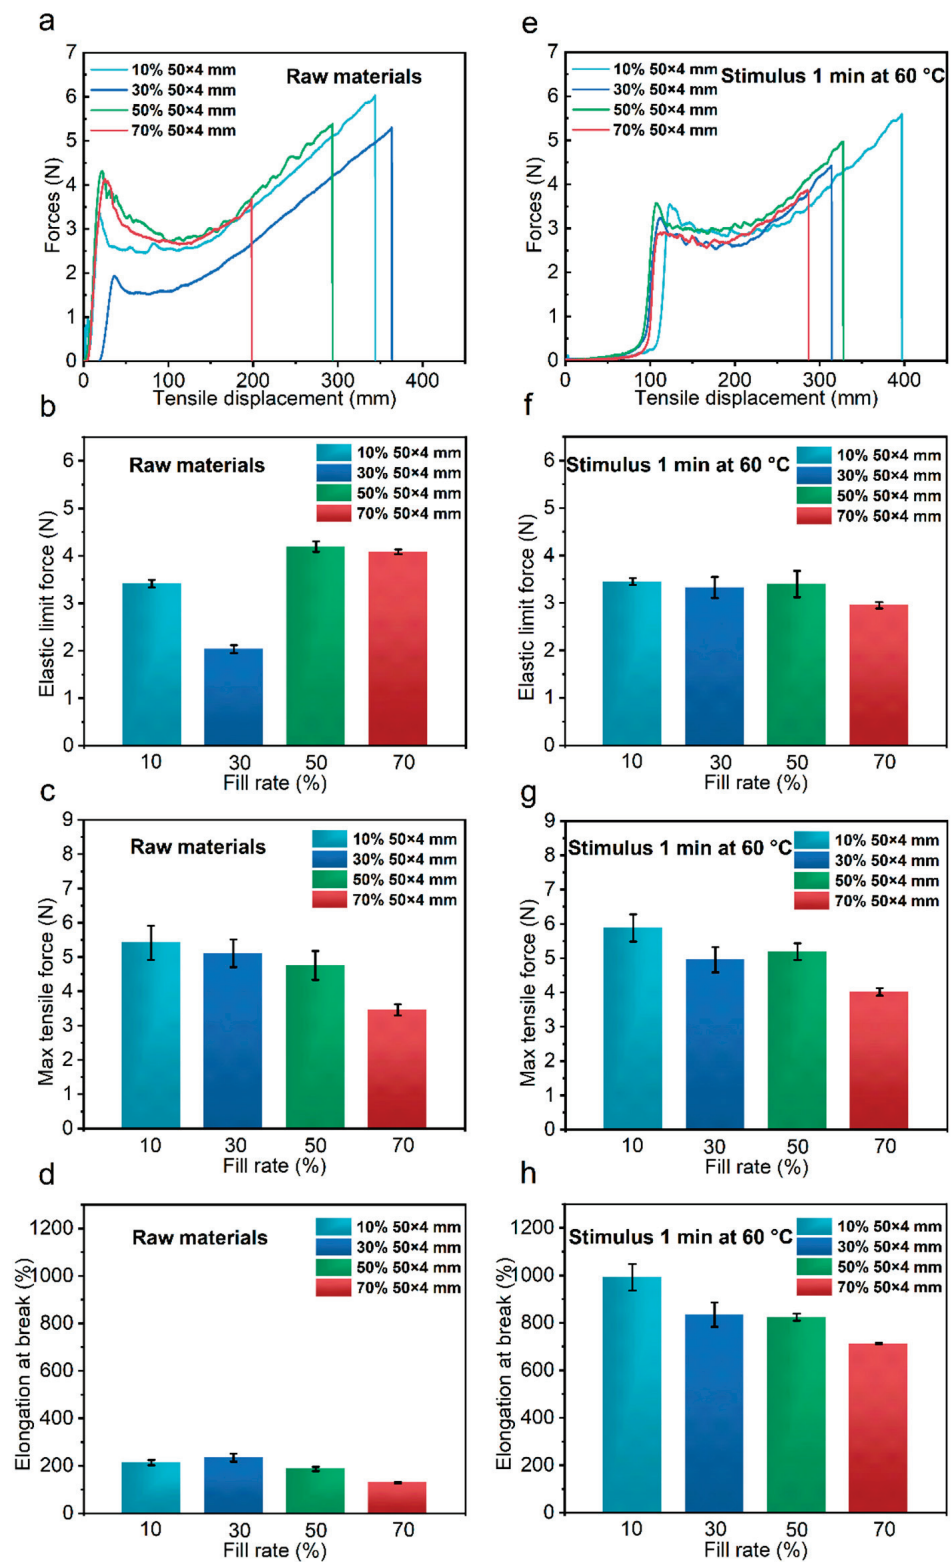 a
7
6
5
4
3
2
1
0
Forces (N)
10% 50×4 mm
30% 50×4 mm
50% 50×4 mm
70% 50×4 mm
Raw materials
0
100
200
300
400
Tensile displacement (mm)
e
7
6
5
4
3
2
1
0
Forces (N)
10% 50×4 mm
30% 50×4 mm
50% 50×4 mm
70% 50×4 mm
Stimulus 1 min at 60 °C
0
100
200
300
400
Tensile displacement (mm)
b
6
5
4
3
2
1
0
Elastic limit force (N)
Raw materials
10% 50×4 mm
30% 50×4 mm
50% 50×4 mm
70% 50×4 mm
10
30
50
70
Fill rate (%)
f
6
5
4
3
2
1
0
Elastic limit force (N)
Stimulus 1 min at 60 °C
10% 50×4 mm
30% 50×4 mm
50% 50×4 mm
70% 50×4 mm
10
30
50
70
Fill rate (%)
c
9
8
7
6
5
4
3
2
1
0
Max tensile force (N)
Raw materials
10% 50×4 mm
30% 50×4 mm
50% 50×4 mm
70% 50×4 mm
10
30
50
70
Fill rate (%)
g
9
8
7
6
5
4
3
2
1
0
Max tensile force (N)
Stimulus 1 min at 60 °C
10% 50×4 mm
30% 50×4 mm
50% 50×4 mm
70% 50×4 mm
10
30
50
70
Fill rate (%)
d
1200
1000
800
600
400
200
0
Elongation at break (%)
Raw materials
10% 50×4 mm
30% 50×4 mm
50% 50×4 mm
70% 50×4 mm
10
30
50
70
Fill rate (%)
h
1200
1000
800
600
400
200
0
Elongation at break (%)
Stimulus 1 min at 60 °C
10% 50×4 mm
30% 50×4 mm
50% 50×4 mm
70% 50×4 mm
10
30
50
70
Fill rate (%)